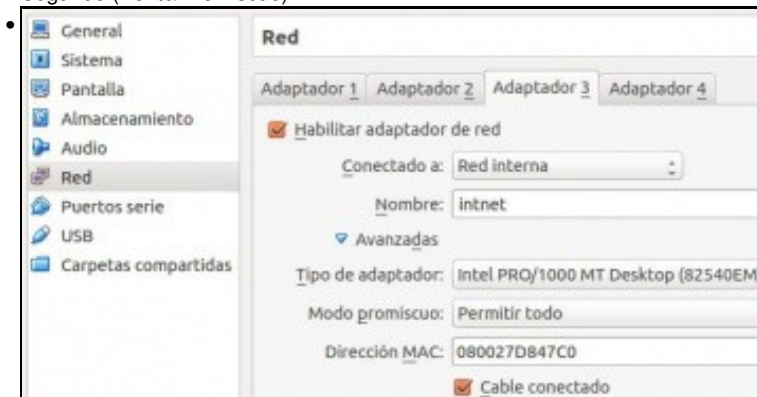 General
Sistema
Pantalla
Almacenamiento
Audio
Red
Puertos serie
USB
Carpetas compartidas
Red
Adaptador 1 Adaptador 2 Adaptador 3 Adaptador 4
Habilitar adaptador de red
Conectado a: Red interna
Nombre: intnet
Avanzadas
Tipo de adaptador: Intel PRO/1000 MT Desktop (82540EM
Modo promiscuo: Permitir todo
Dirección MAC: 080027D847C0
Cable conectado